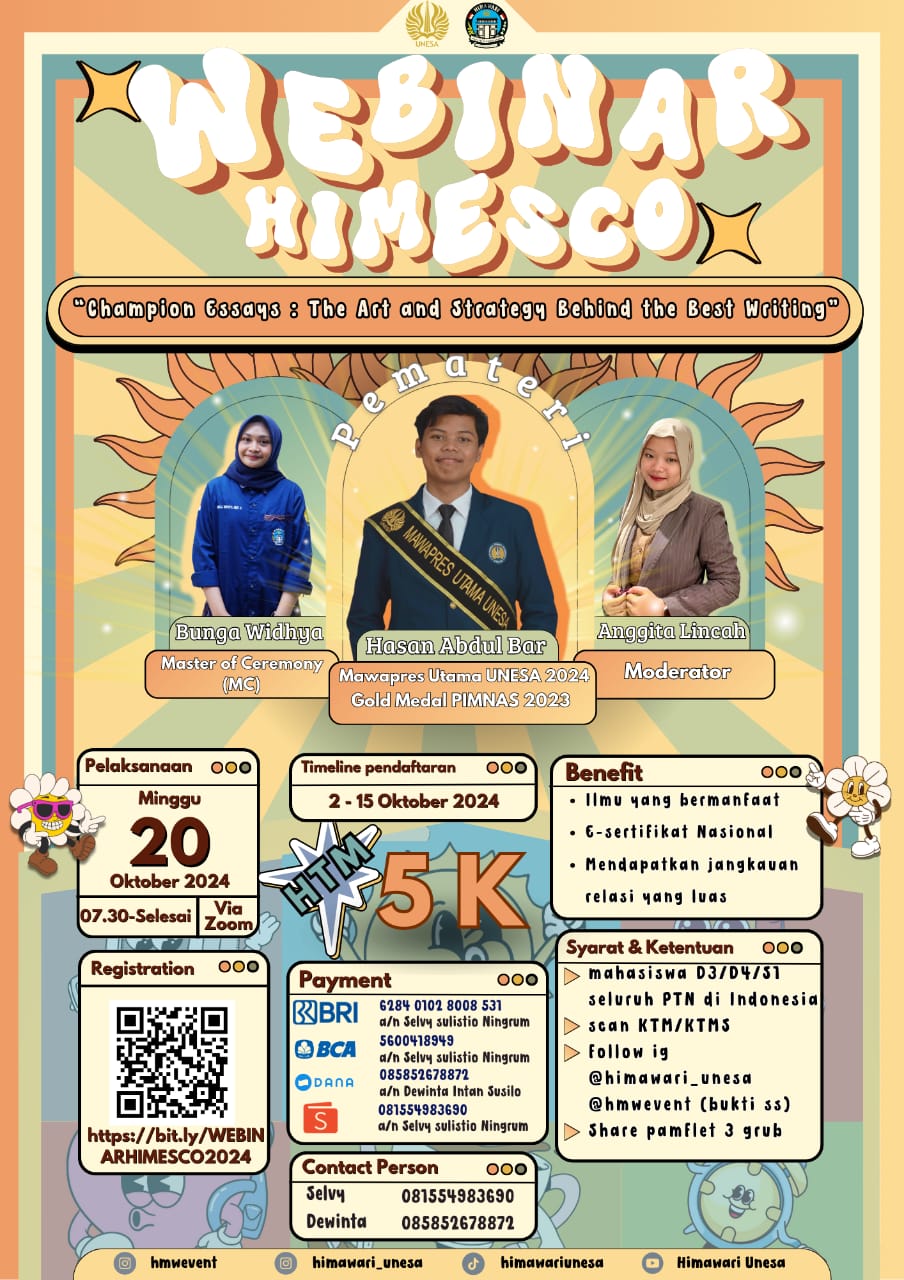 UNESA
HIMAWARI
WEBINAR
HIMESCO
"Champion Essays : The Art and Strategy Behind the Best Writing"
Pemateri
MAWAPRES UTAMA UNESA
Bunga Widhya
Master of Ceremony
(MC)
Hasan Abdul Bar
Mawapres Utama UNESA 2024
Gold Medal PIMNAS 2023
Anggita Lincah
Moderator
Pelaksanaan
Minggu
20
Oktober 2024
07.30-Selesai
Via
Zoom
Timeline pendaftaran
2 - 15 Oktober 2024
HTM
5 K
Benefit
• Ilmu yang bermanfaat
• E-sertifikat Nasional
• Mendapatkan jangkauan
relasi yang luas
Registration
https://bit.ly/WEBIN
ARHIMESCO2024
Payment
BRI
6284 0102 8008 531
a/n Selvy sulistio Ningrum
BCA
5600418949
a/n Selvy sulistio Ningrum
DANA
085852678872
a/n Dewinta Intan Susilo
S
081554983690
a/n Selvy sulistio Ningrum
Syarat & Ketentuan
mahasiswa D3/D4/S1
seluruh PTN di Indonesia
scan KTM/KTMS
Follow ig
@himawari_unesa
@hmwevent (bukti ss)
Share pamflet 3 grub
Contact Person
Selvy 081554983690
Dewinta 085852678872
hmwevent
himawari_unesa
himawariunesa
Himawari Unesa